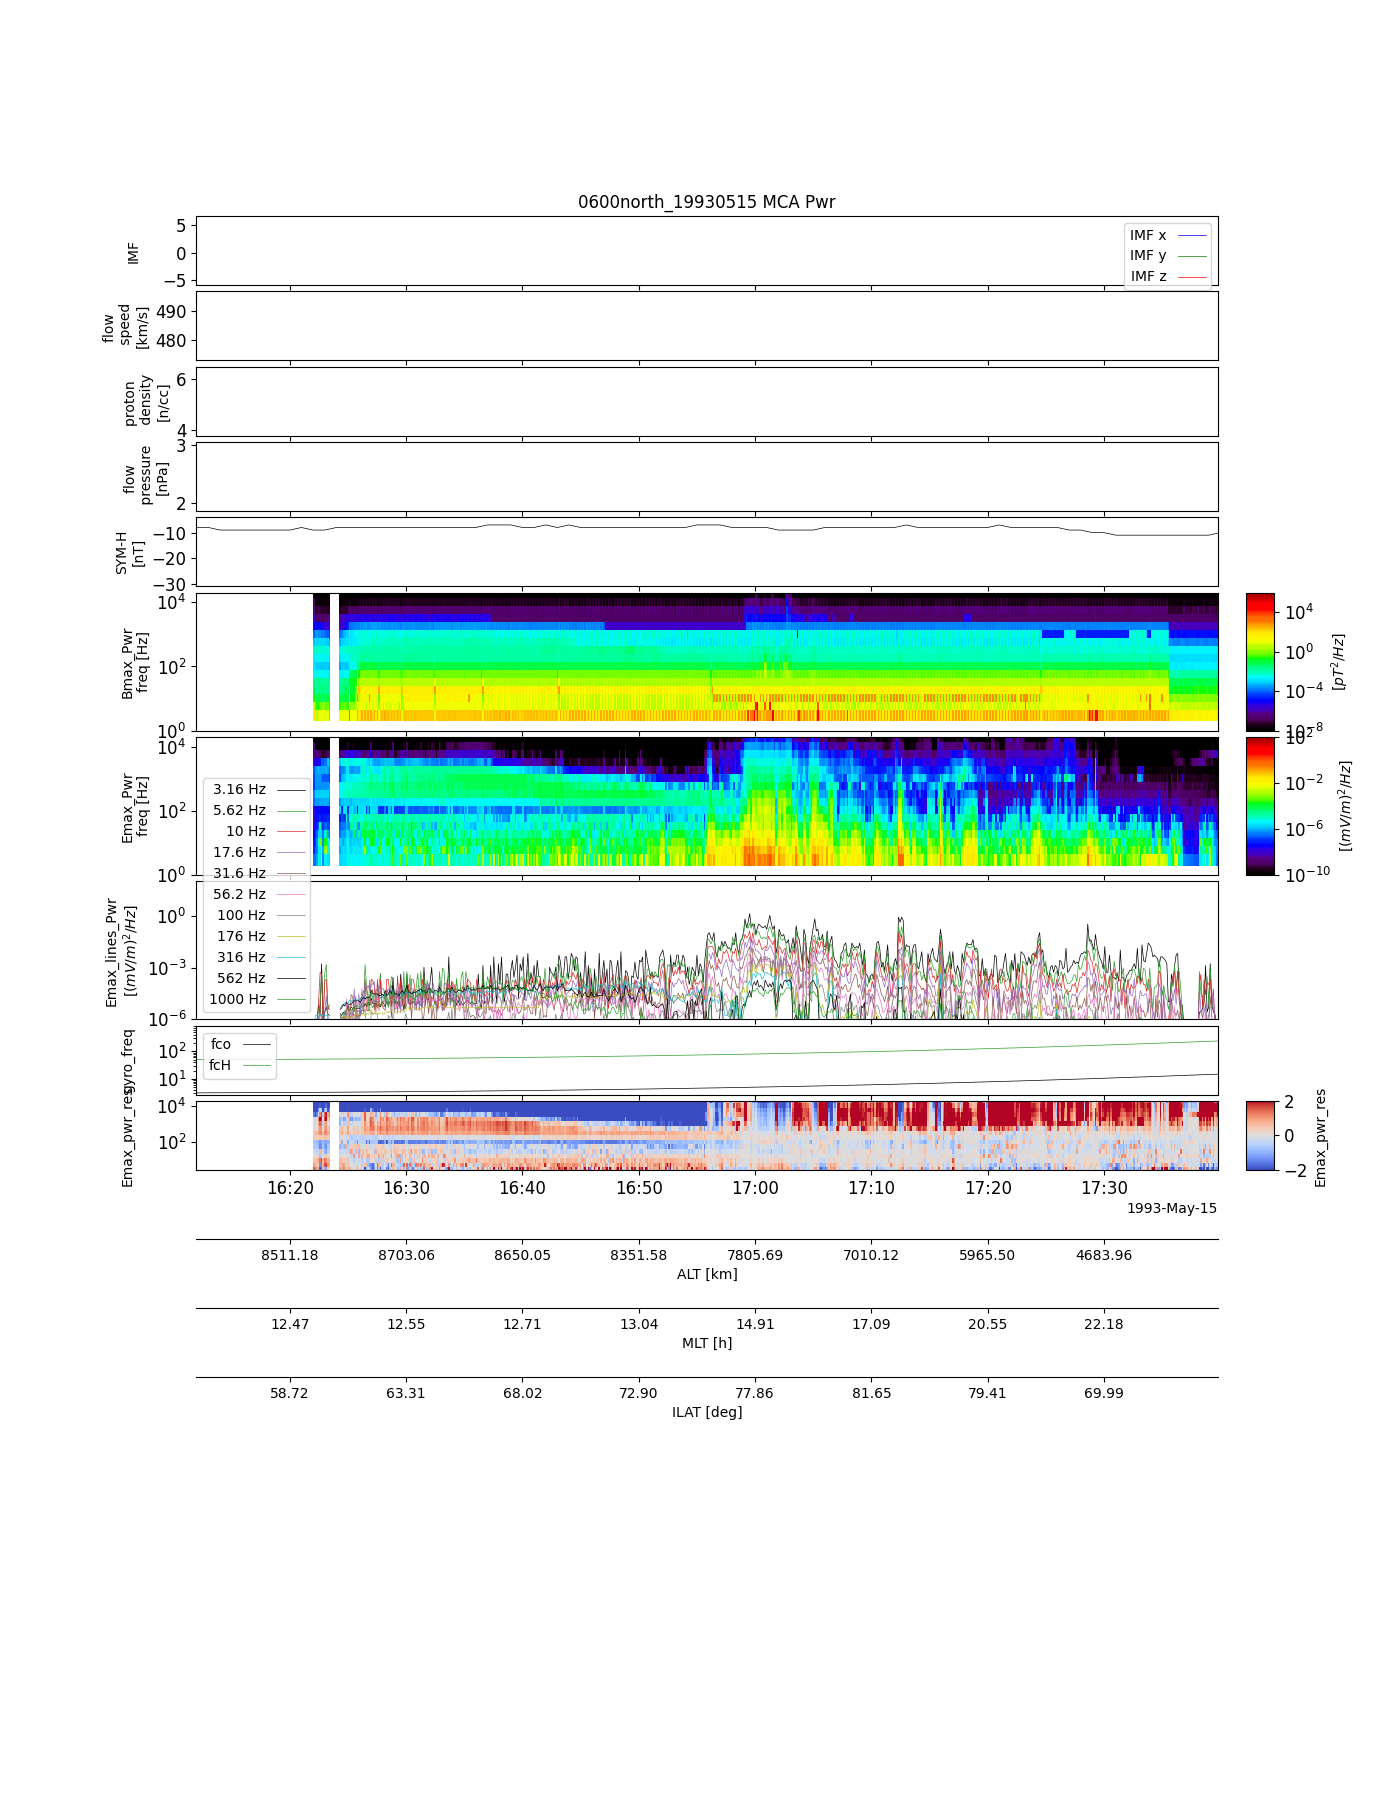 0600north_19930515 MCA Pwr
5
0
−5
IMF
IMF x
IMF y
IMF z
490
480
flow
speed
[km/s]
6
4
proton
density
[n/cc]
3
2
flow
pressure
[nPa]
−10
−20
−30
SYM-H
[nT]
10^4
10^2
10^0
Bmax_Pwr
freq [Hz]
10^4
10^0
10^−4
10^−8
[pT^2/Hz]
10^4
10^2
10^0
Emax_Pwr
freq [Hz]
10^2
10^−2
10^−6
10^−10
[(mV/m)^2/Hz]
3.16 Hz
5.62 Hz
10 Hz
17.6 Hz
31.6 Hz
56.2 Hz
100 Hz
176 Hz
316 Hz
562 Hz
1000 Hz
10^0
10^−3
10^−6
Emax_lines_Pwr
[(mV/m)^2/Hz]
fco
fcH
10^2
10^1
gyro_freq
10^4
10^2
Emax_pwr_res
2
0
−2
Emax_pwr_res
16:20 16:30 16:40 16:50 17:00 17:10 17:20 17:30
1993-May-15
8511.18 8703.06 8650.05 8351.58 7805.69 7010.12 5965.50 4683.96
ALT [km]
12.47 12.55 12.71 13.04 14.91 17.09 20.55 22.18
MLT [h]
58.72 63.31 68.02 72.90 77.86 81.65 79.41 69.99
ILAT [deg]